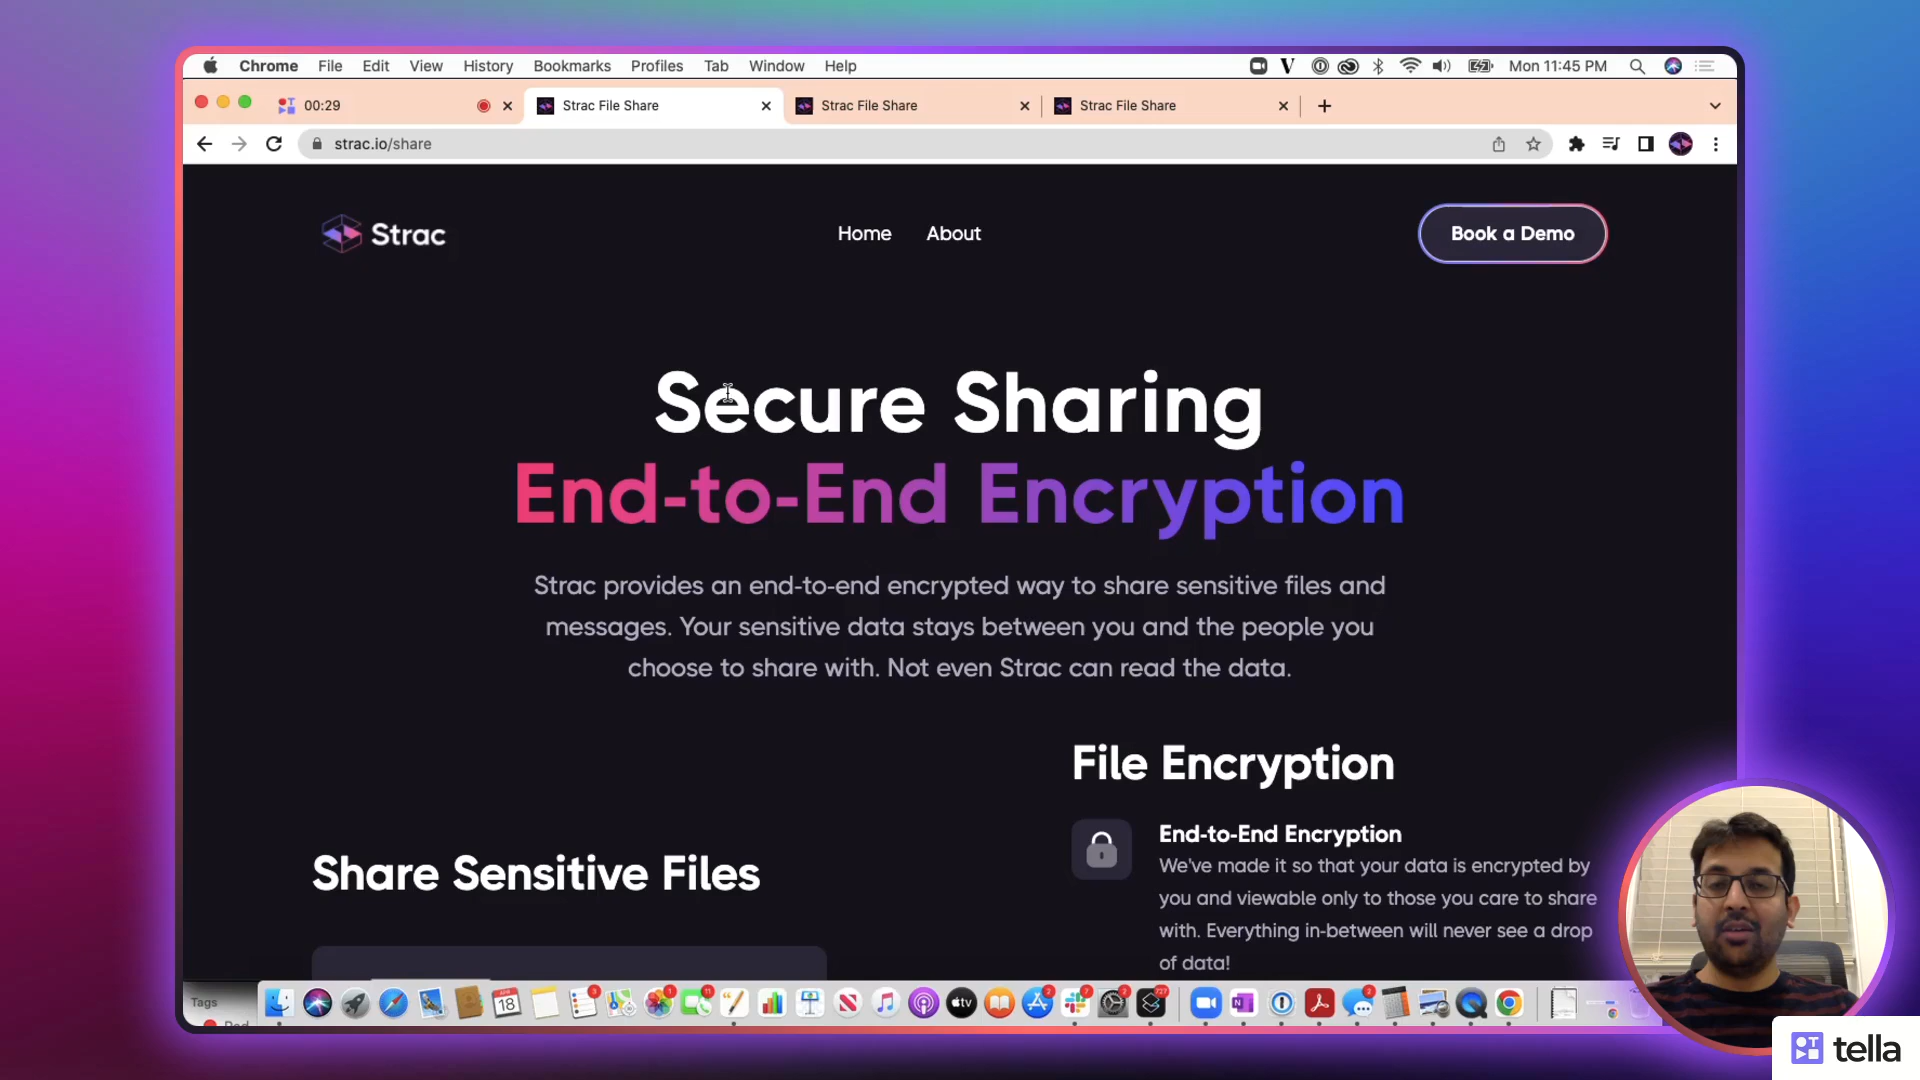 Chrome File Edit View History Bookmarks Profiles Tab Window Help
Mon 11:45 PM
00:29
Strac File Share
Strac File Share
Strac File Share
strac.io/share
Strac
Home
About
Book a Demo
Secure Sharing
End-to-End Encryption
Strac provides an end-to-end encrypted way to share sensitive files and
messages. Your sensitive data stays between you and the people you
choose to share with. Not even Strac can read the data.
File Encryption
End-to-End Encryption
We've made it so that your data is encrypted by
you and viewable only to those you care to share
with. Everything in-between will never see a drop
of data!
Share Sensitive Files
Tags
tv
tella